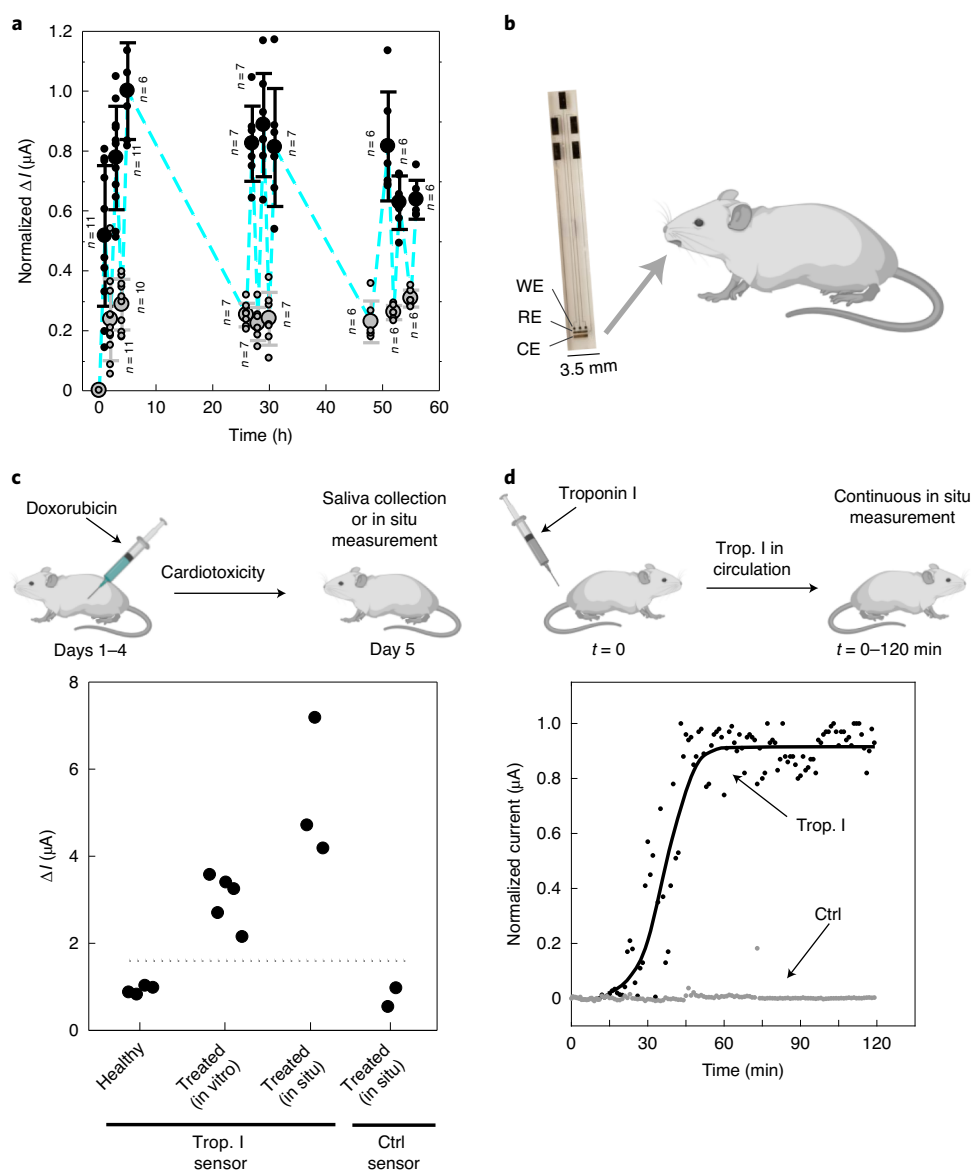 a
1.2
1.0
0.8
0.6
0.4
0.2
0
Normalized Δ I (μA)
0
10
20
30
40
50
60
Time (h)
n = 11
n = 11
n = 6
n = 11
n = 10
n = 7
n = 7
n = 7
n = 7
n = 7
n = 7
n = 6
n = 6
n = 6
n = 6
n = 6
n = 6
b
WE
RE
CE
3.5 mm
c
Doxorubicin
Cardiotoxicity
Saliva collection
or in situ
measurement
Days 1–4
Day 5
8
6
4
2
0
Δ I (μA)
Healthy
Treated
(in vitro)
Treated
(in situ)
Treated
(in situ)
Trop. I
sensor
Ctrl
sensor
d
Troponin I
Trop. I in
circulation
Continuous in situ
measurement
t = 0
t = 0–120 min
1.0
0.8
0.6
0.4
0.2
0
Normalized current (μA)
Trop. I
Ctrl
0
30
60
90
120
Time (min)